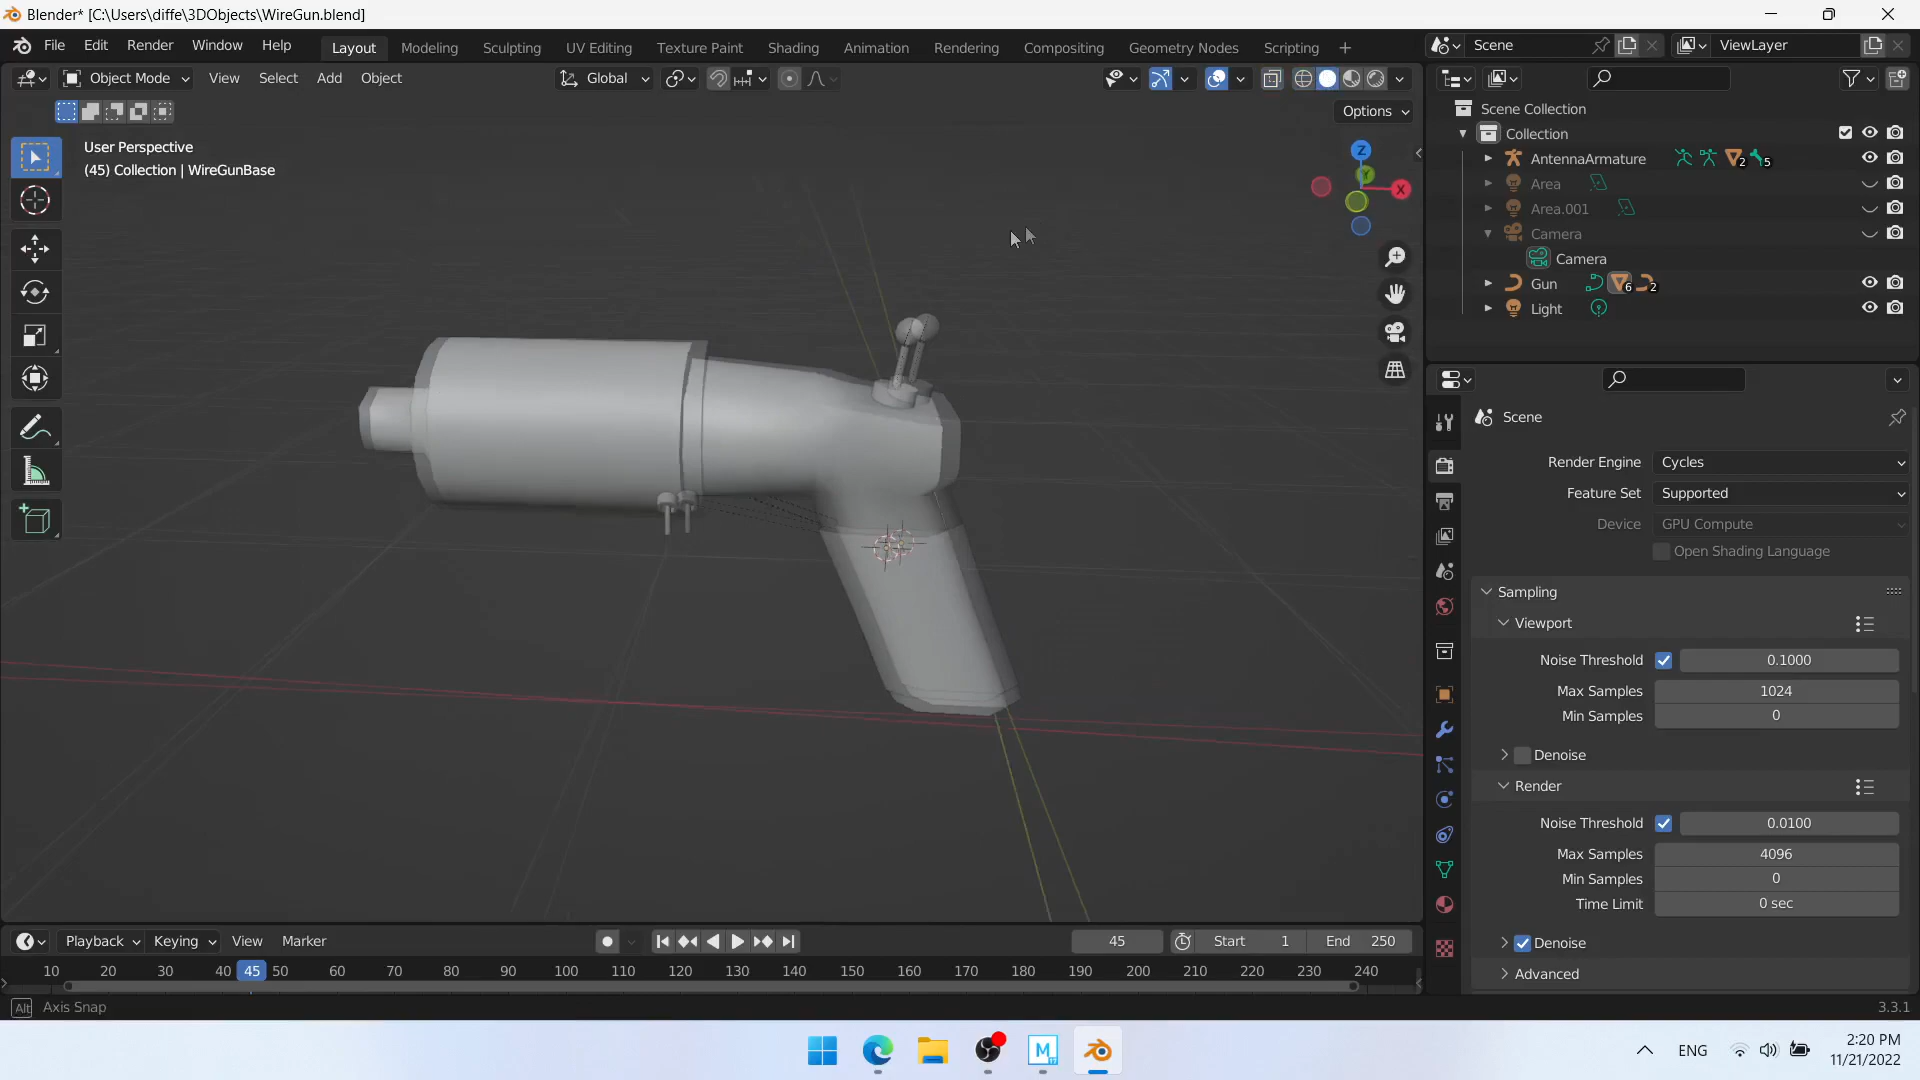 Blender* [C:\Users\diffe\3DObjects\WireGun.blend]
File Edit Render Window Help
Layout Modeling Sculpting UV Editing Texture Paint Shading Animation Rendering Compositing Geometry Nodes Scripting
Scene
ViewLayer
Object Mode View Select Add Object
Global
Options
User Perspective
(45) Collection | WireGunBase
Z
Y
X
Scene Collection
Collection
AntennaArmature 2 5
Area
Area.001
Camera
Camera
Gun 6 2
Light
Scene
Render Engine Cycles
Feature Set Supported
Device GPU Compute
Open Shading Language
Sampling
Viewport
Noise Threshold 0.1000
Max Samples 1024
Min Samples 0
Denoise
Render
Noise Threshold 0.0100
Max Samples 4096
Min Samples 0
Time Limit 0 sec
Denoise
Advanced
Playback Keying View Marker
45 Start 1 End 250
10 20 30 40 45 50 60 70 80 90 100 110 120 130 140 150 160 170 180 190 200 210 220 230 240
Alt Axis Snap
3.3.1
M
ENG
2:20 PM
11/21/2022